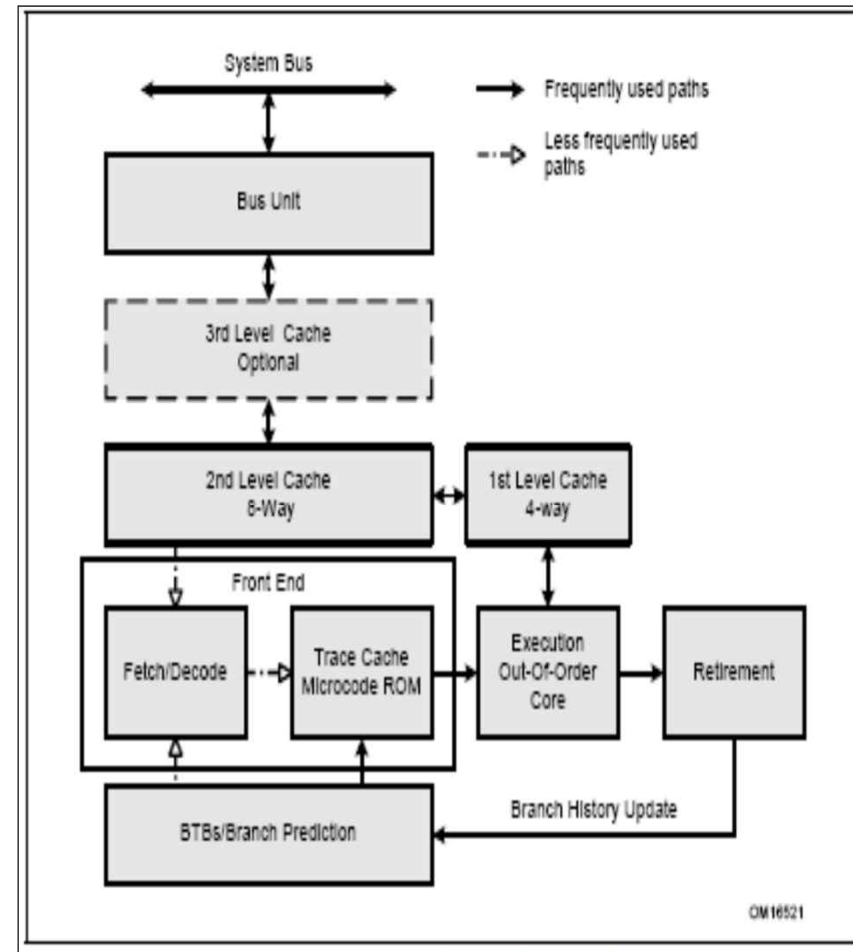 System Bus
Frequently used paths
Less frequently used
paths
Bus Unit
3rd Level Cache
Optional
2nd Level Cache
8-Way
1st Level Cache
4-way
Front End
Fetch/Decode
Trace Cache
Microcode ROM
Execution
Out-Of-Order
Core
Retirement
BTBs/Branch Prediction
Branch History Update
OM16521